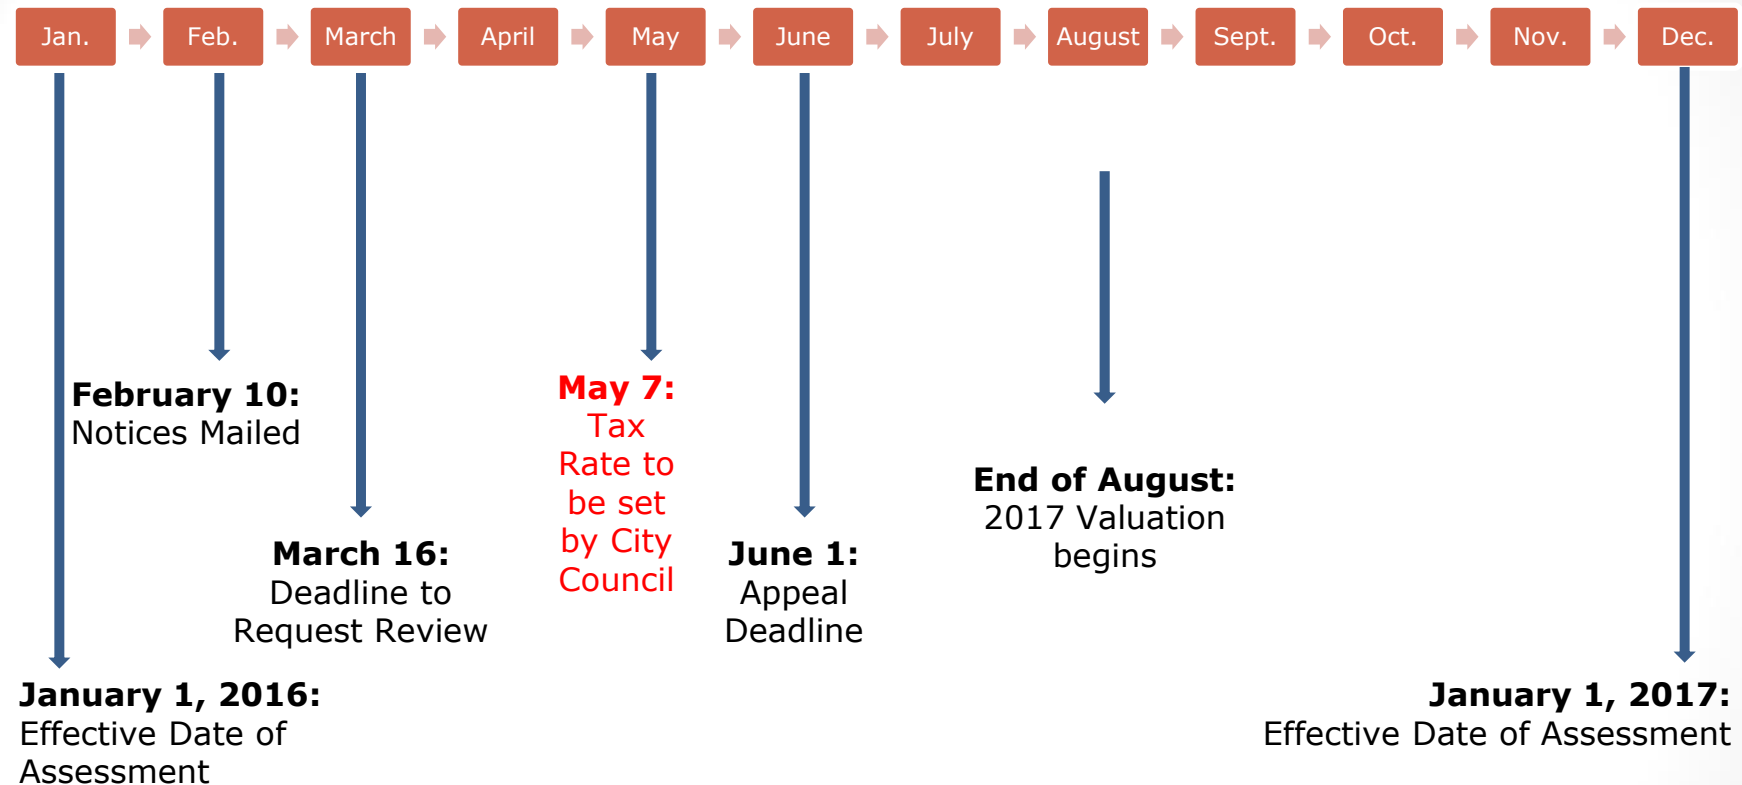 Jan.
Feb.
March
April
May
June
July
August
Sept.
Oct.
Nov.
Dec.
February 10:
Notices Mailed
May 7:
Tax
Rate to
be set
by City
Council
End of August:
2017 Valuation
begins
March 16:
Deadline to
Request Review
June 1:
Appeal
Deadline
January 1, 2016:
Effective Date of
Assessment
January 1, 2017:
Effective Date of Assessment